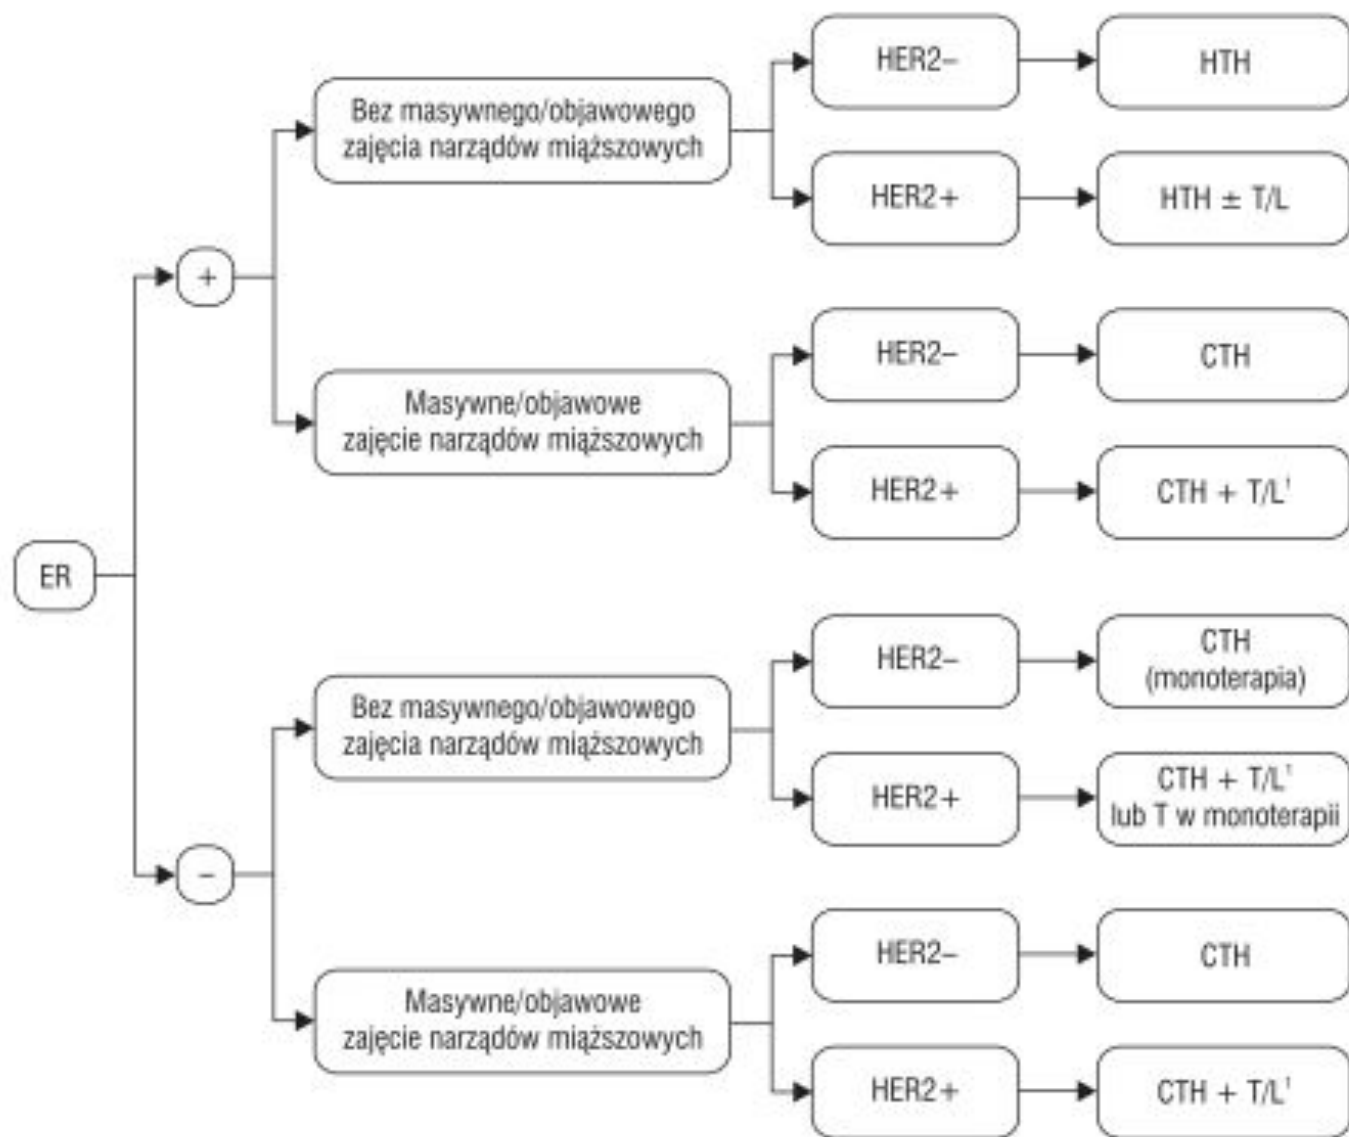 ER
+
Bez masywnego/objawowego
zajęcia narządów miąższowych
HER2–
HTH
HER2+
HTH ± T/L
Masywne/objawowe
zajęcie narządów miąższowych
HER2–
CTH
HER2+
CTH + T/L¹
–
Bez masywnego/objawowego
zajęcia narządów miąższowych
HER2–
CTH
(monoterapia)
HER2+
CTH + T/L¹
lub T w monoterapii
Masywne/objawowe
zajęcie narządów miąższowych
HER2–
CTH
HER2+
CTH + T/L¹